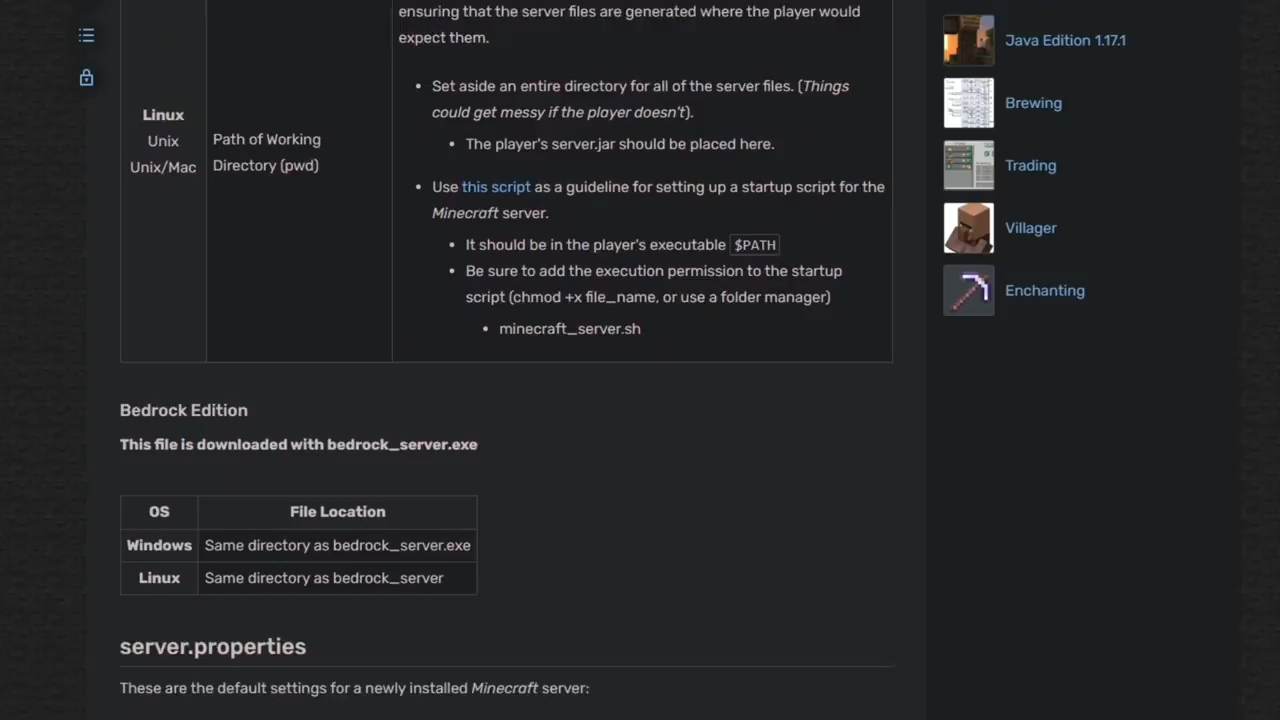 ensuring that the server files are generated where the player would
expect them.
Linux
Unix
Unix/Mac
Path of Working
Directory (pwd)
• Set aside an entire directory for all of the server files. (Things
could get messy if the player doesn't).
• The player's server.jar should be placed here.
• Use this script as a guideline for setting up a startup script for the
Minecraft server.
• It should be in the player's executable $PATH
• Be sure to add the execution permission to the startup
script (chmod +x file_name, or use a folder manager)
• minecraft_server.sh
Bedrock Edition
This file is downloaded with bedrock_server.exe
OS File Location
Windows Same directory as bedrock_server.exe
Linux Same directory as bedrock_server
server.properties
These are the default settings for a newly installed Minecraft server:
Java Edition 1.17.1
Brewing
Trading
Villager
Enchanting